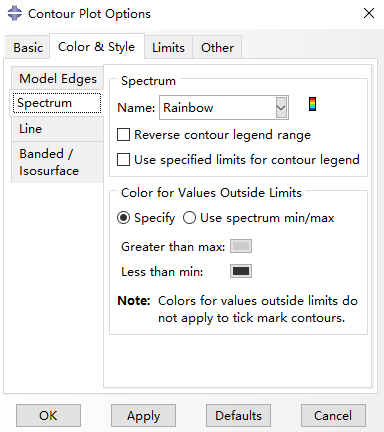 Contour Plot Options
Basic Color & Style Limits Other
Model Edges
Spectrum
Line
Banded /
Isosurface
Spectrum
Name: Rainbow
Reverse contour legend range
Use specified limits for contour legend
Color for Values Outside Limits
Specify Use spectrum min/max
Greater than max:
Less than min:
Note: Colors for values outside limits do
not apply to tick mark contours.
OK Apply Defaults Cancel